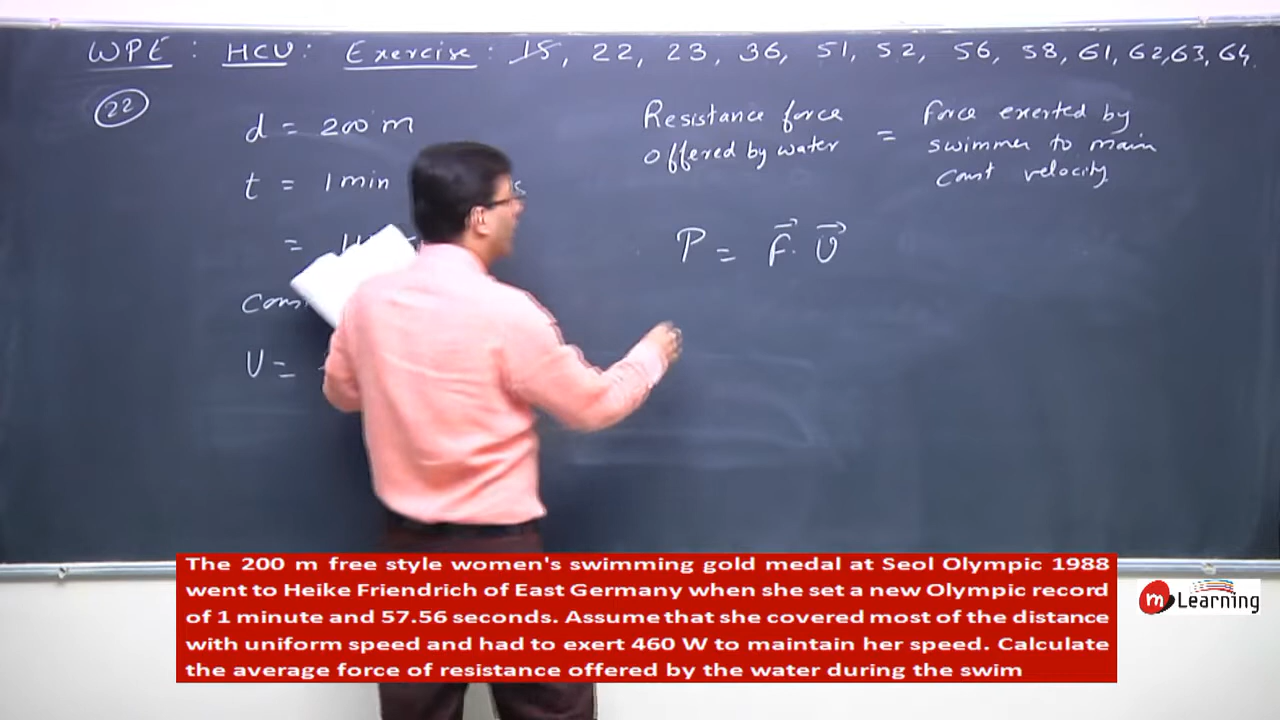 WPE : HCV : Exercise : 15, 22, 23, 36, 51, 52, 56, 58, 61, 62, 63, 64.
22
d = 200 m
t = 1 min
=
U =
Resistance force
offered by water
=
force exerted by
swimmer to main
const velocity.
P = F . U
The 200 m free style women's swimming gold medal at Seol Olympic 1988
went to Heike Friendrich of East Germany when she set a new Olympic record
of 1 minute and 57.56 seconds. Assume that she covered most of the distance
with uniform speed and had to exert 460 W to maintain her speed. Calculate
the average force of resistance offered by the water during the swim
m Learning